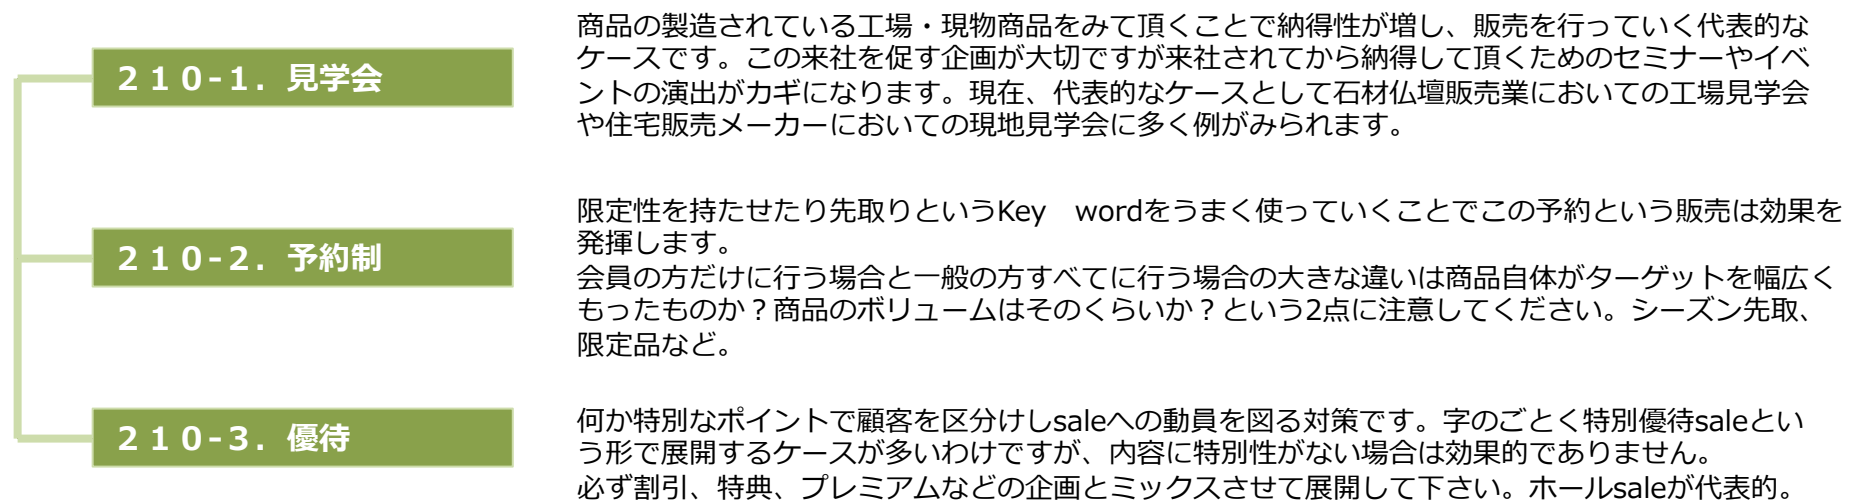 210-1. 見学会
商品の製造されている工場・現物商品をみて頂くことで納得性が増し、販売を行っていく代表的な
ケースです。この来社を促す企画が大切ですが来社されてから納得して頂くためのセミナーやイベ
ントの演出がカギになります。現在、代表的なケースとして石材仏壇販売業においての工場見学会
や住宅販売メーカーにおいての現地見学会に多く例がみられます。
210-2. 予約制
限定性を持たせたり先取りというKey　wordをうまく使っていくことでこの予約という販売は効果を
発揮します。
会員の方だけに行う場合と一般の方すべてに行う場合の大きな違いは商品自体がターゲットを幅広く
もったものか？商品のボリュームはそのくらいか？という2点に注意してください。シーズン先取、
限定品など。
210-3. 優待
何か特別なポイントで顧客を区分けしsaleへの動員を図る対策です。字のごとく特別優待saleとい
う形で展開するケースが多いわけですが、内容に特別性がない場合は効果的でありません。
必ず割引、特典、プレミアムなどの企画とミックスさせて展開して下さい。ホールsaleが代表的。